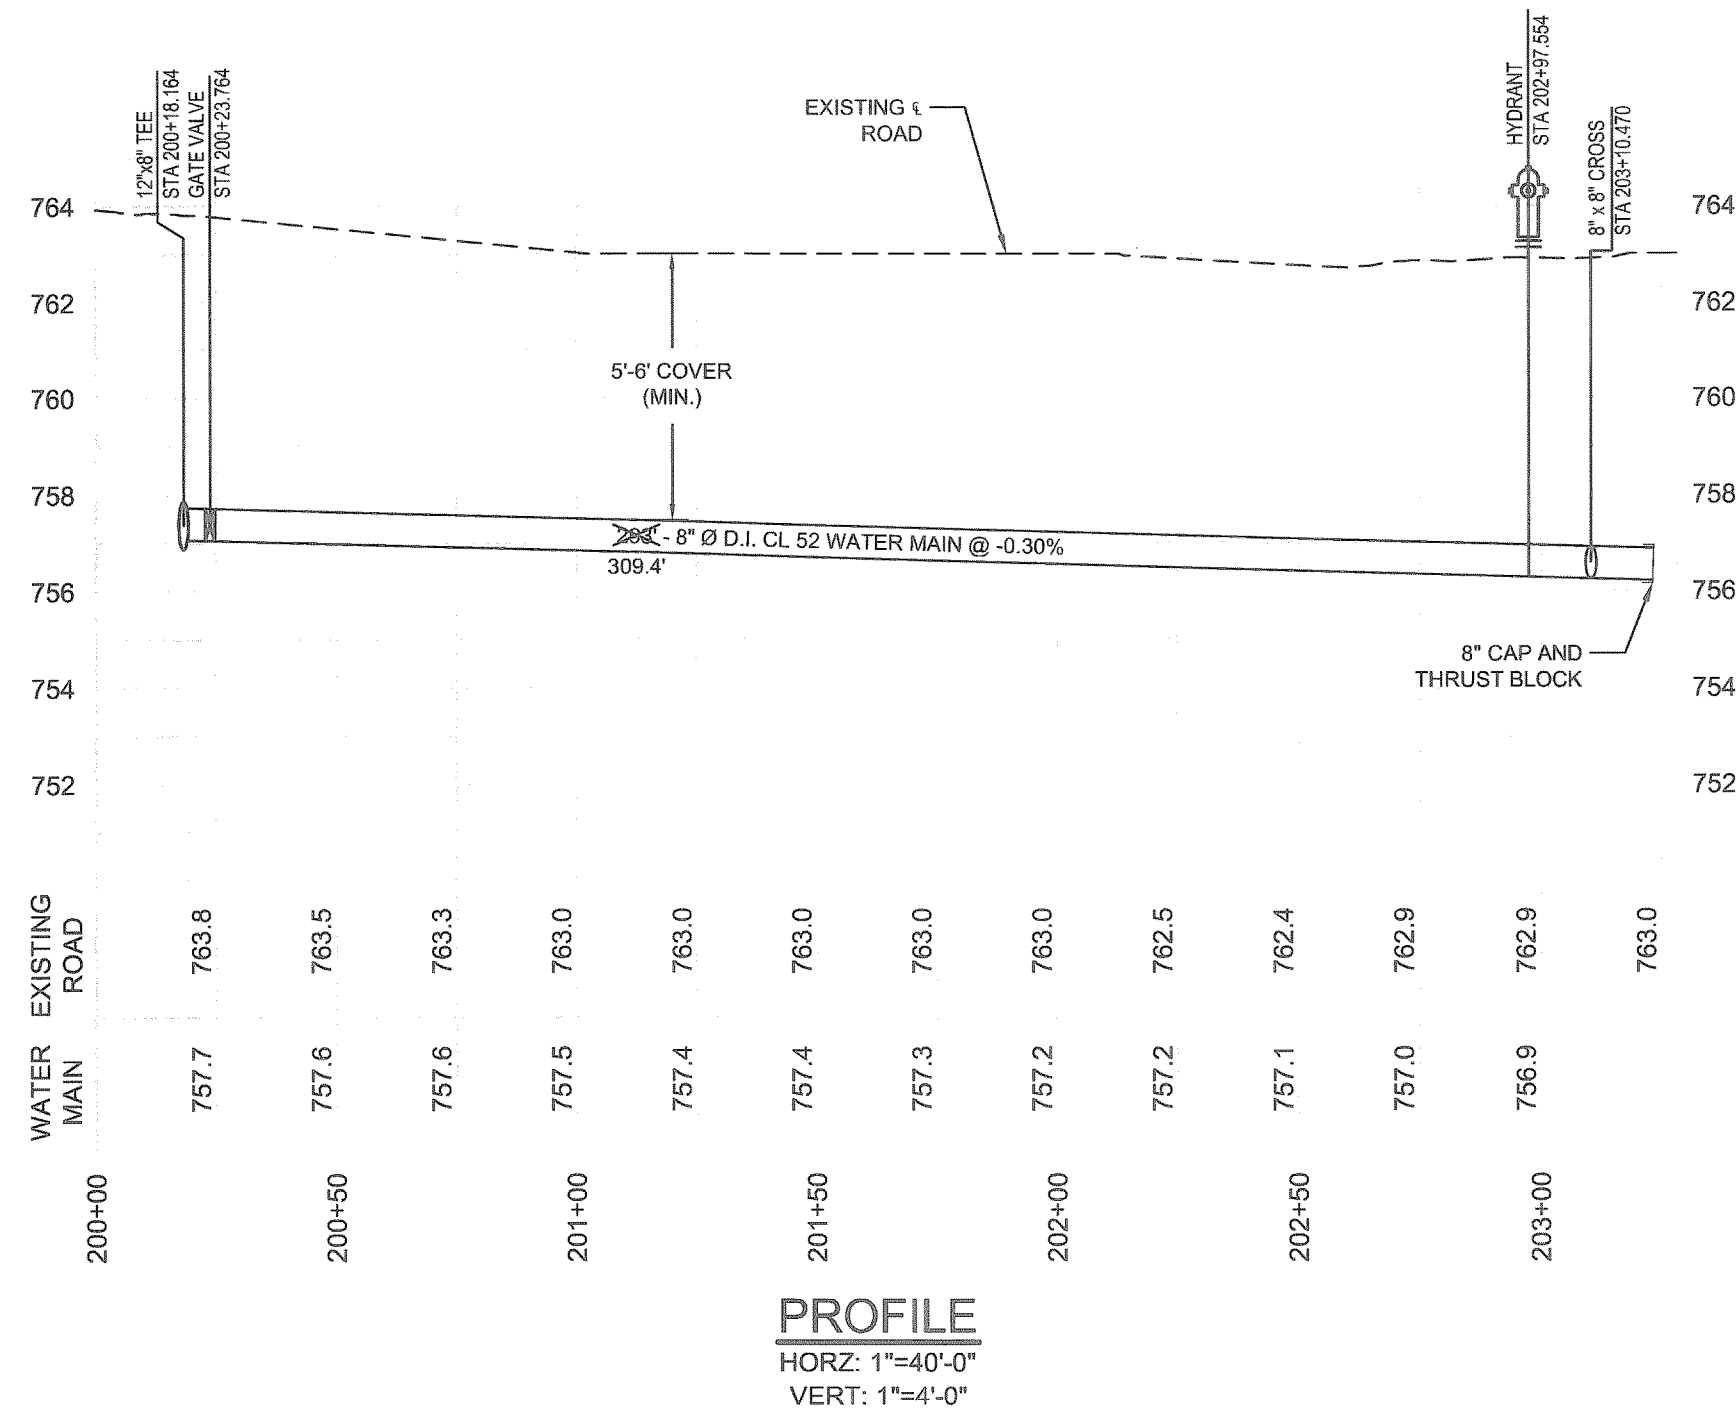 12"x8" TEE
STA 200+18.164
GATE VALVE
STA 200+23.764
EXISTING ℄
ROAD
HYDRANT
STA 202+97.554
8" x 8" CROSS
STA 203+10.470
764
764
762
762
5'-6' COVER
(MIN.)
760
760
758
758
- 8" Ø D.I. CL 52 WATER MAIN @ -0.30%
309.4'
756
756
8" CAP AND
THRUST BLOCK
754
754
752
752
EXISTING
ROAD
763.8
763.5
763.3
763.0
763.0
763.0
763.0
763.0
762.5
762.4
762.9
762.9
763.0
WATER
MAIN
757.7
757.6
757.6
757.5
757.4
757.4
757.3
757.2
757.2
757.1
757.0
756.9
200+00
200+50
201+00
201+50
202+00
202+50
203+00
PROFILE
HORZ: 1"=40'-0"
VERT: 1"=4'-0"